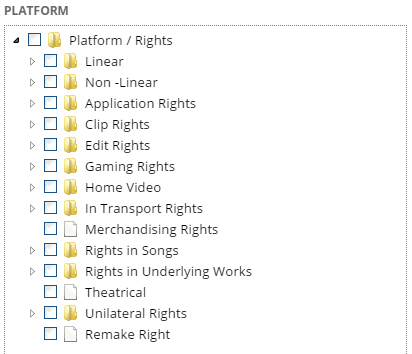 PLATFORM
Platform / Rights
Linear
Non -Linear
Application Rights
Clip Rights
Edit Rights
Gaming Rights
Home Video
In Transport Rights
Merchandising Rights
Rights in Songs
Rights in Underlying Works
Theatrical
Unilateral Rights
Remake Right